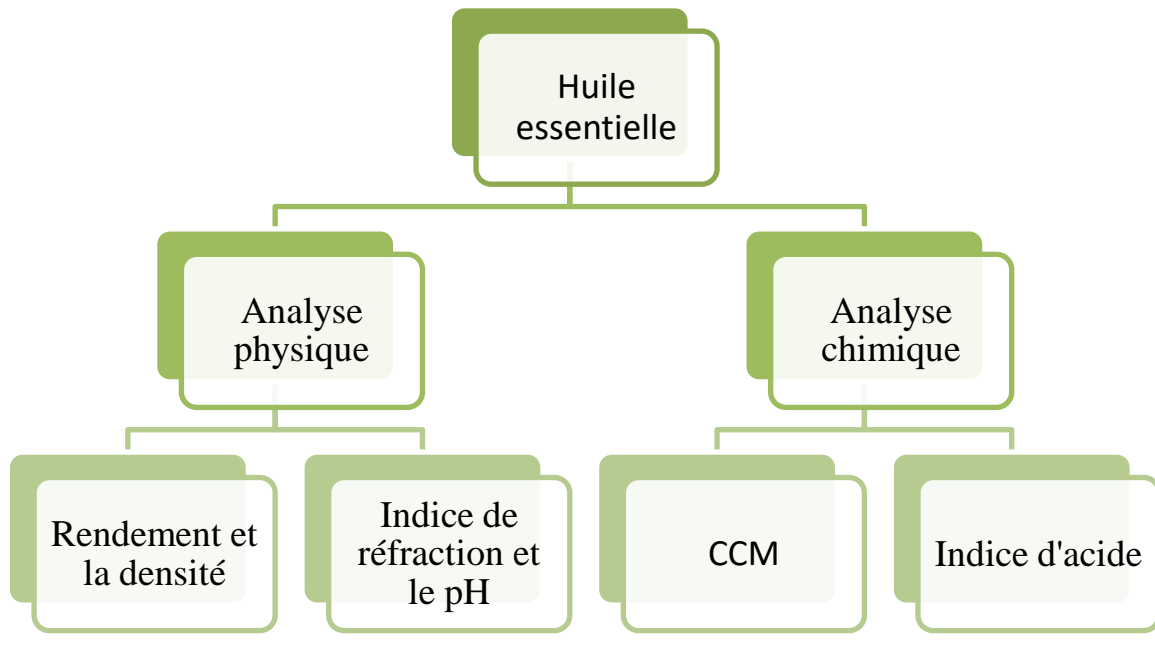 Huile
essentielle
Analyse
physique
Analyse
chimique
Rendement et
la densité
Indice de
réfraction et
le pH
CCM
Indice d'acide